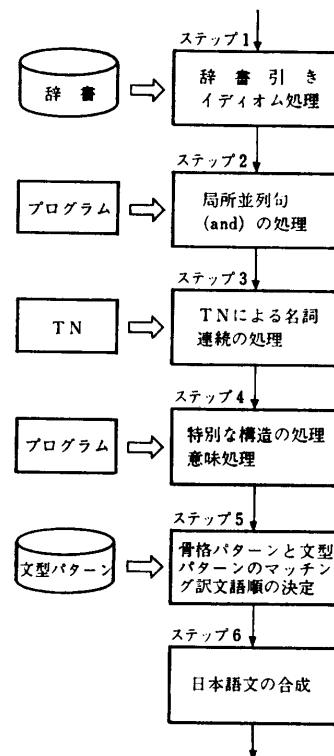 ステップ1
辞書
辞書引き
イディオム処理
ステップ2
プログラム
局所並列句
(and) の処理
ステップ3
TN
TNによる名詞
連続の処理
ステップ4
プログラム
特別な構造の処理
意味処理
ステップ5
文型パターン
骨格パターンと文型
パターンのマッチン
グ訳文語順の決定
ステップ6
日本語文の合成